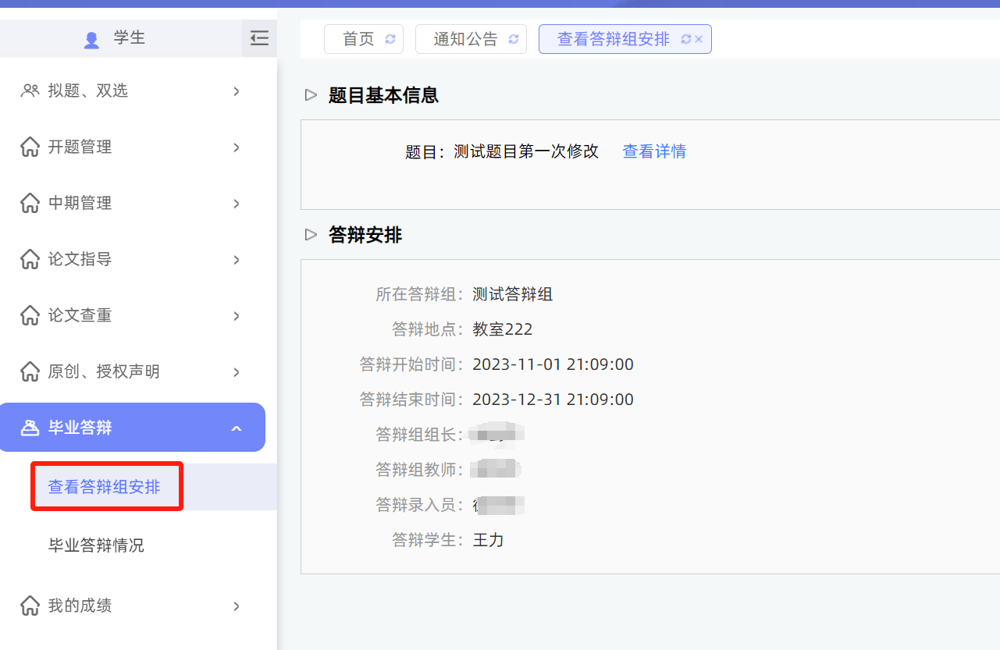 学生
首页
通知公告
查看答辩组安排
拟题、双选
开题管理
中期管理
论文指导
论文查重
原创、授权声明
毕业答辩
查看答辩组安排
毕业答辩情况
我的成绩
题目基本信息
题目：测试题目第一次修改 查看详情
答辩安排
所在答辩组：测试答辩组
答辩地点：教室222
答辩开始时间：2023-11-01 21:09:00
答辩结束时间：2023-12-31 21:09:00
答辩组组长：
答辩组教师：
答辩录入员：
答辩学生：王力